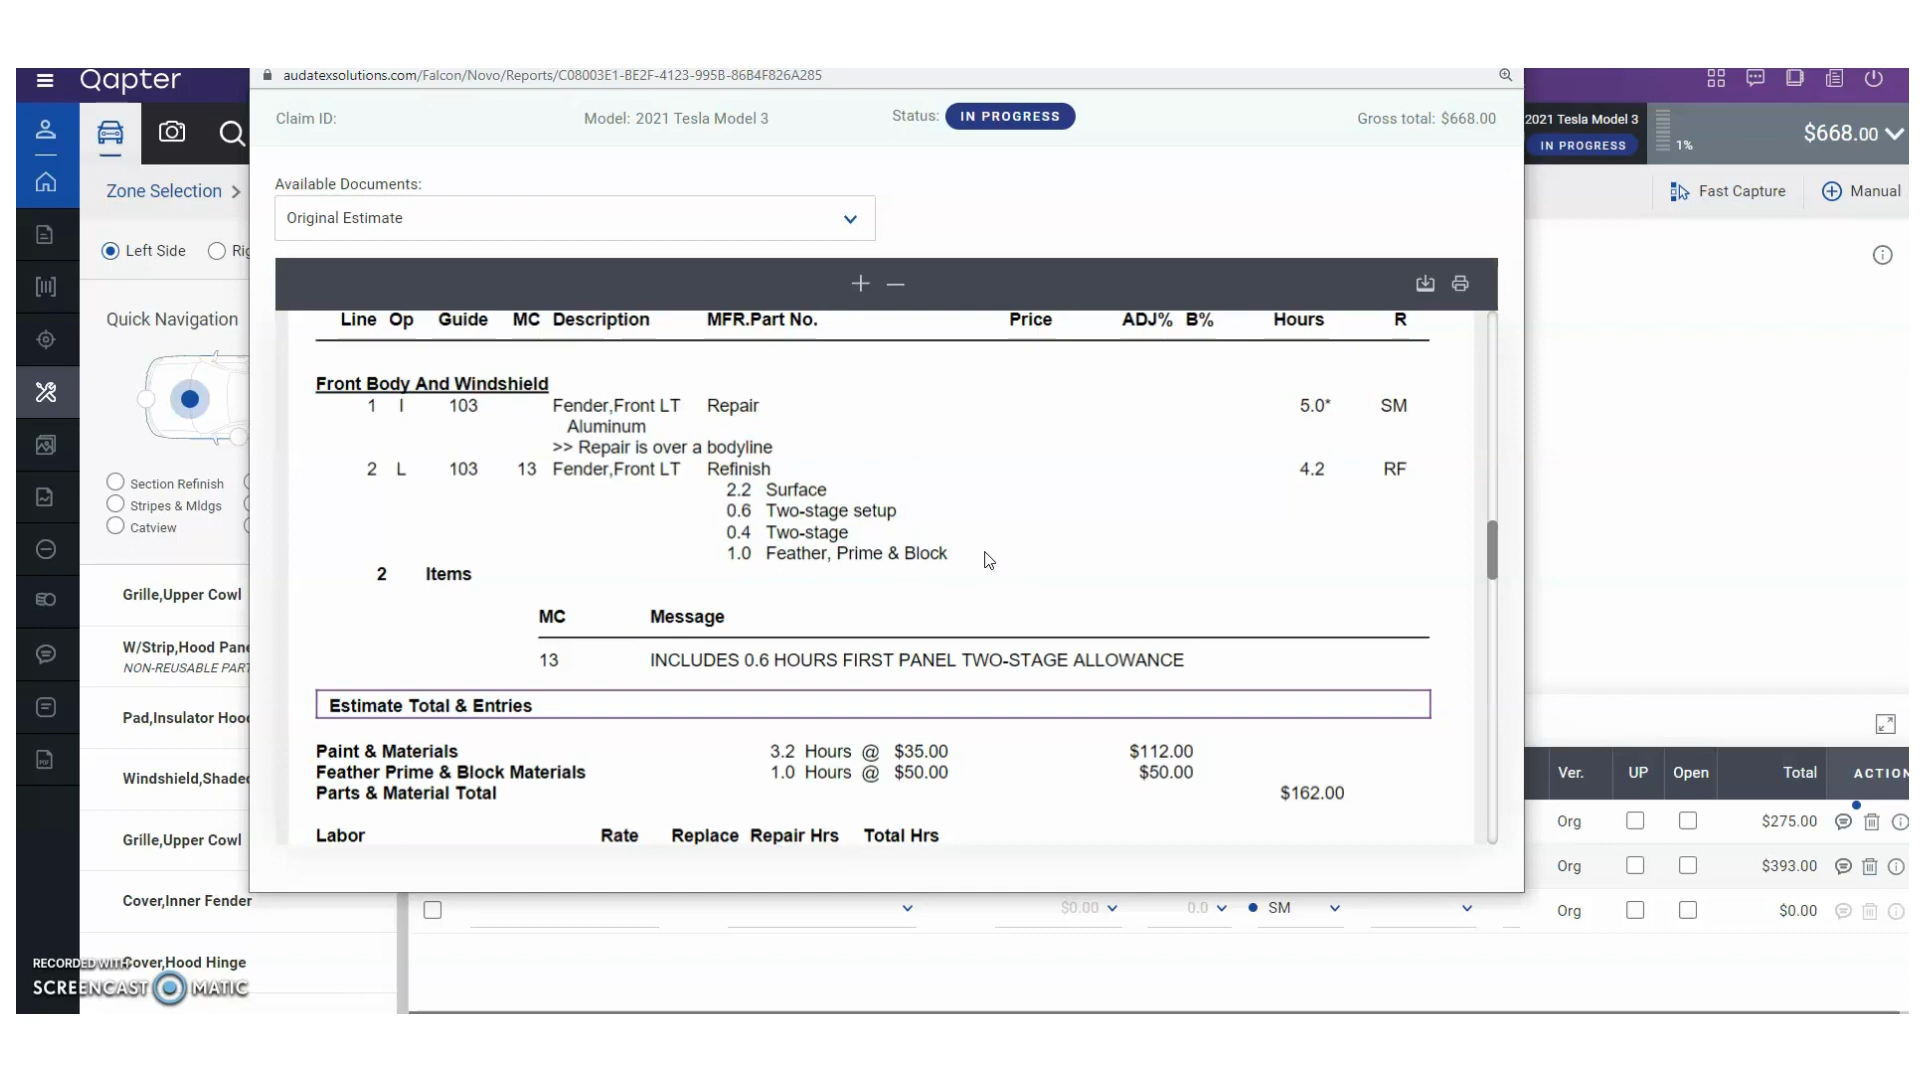 Qapter
audatexsolutions.com/Falcon/Novo/Reports/C08003E1-BE2F-4123-995B-86B4F826A285
Claim ID:
Model: 2021 Tesla Model 3
Status: IN PROGRESS
Gross total: $668.00
2021 Tesla Model 3
IN PROGRESS
1%
$668.00
Zone Selection
Fast Capture
Manual
Available Documents:
Original Estimate
Left Side
Quick Navigation
Section Refinish
Stripes & Mldgs
Catview
Line Op Guide MC Description MFR.Part No. Price ADJ% B% Hours R
Front Body And Windshield
1 I 103 Fender,Front LT Repair 5.0* SM
Aluminum
>> Repair is over a bodyline
2 L 103 13 Fender,Front LT Refinish 4.2 RF
2.2 Surface
0.6 Two-stage setup
0.4 Two-stage
1.0 Feather, Prime & Block
2 Items
MC Message
13 INCLUDES 0.6 HOURS FIRST PANEL TWO-STAGE ALLOWANCE
Estimate Total & Entries
Paint & Materials 3.2 Hours @ $35.00 $112.00
Feather Prime & Block Materials 1.0 Hours @ $50.00 $50.00
Parts & Material Total $162.00
Labor Rate Replace Repair Hrs Total Hrs
Grille,Upper Cowl
W/Strip,Hood Pane
NON-REUSABLE PART
Pad,Insulator Hood
Windshield,Shaded
Grille,Upper Cowl
Cover,Inner Fender
Cover,Hood Hinge
Ver. UP Open Total ACTION
Org $275.00
Org $393.00
$0.00 0.0 SM Org $0.00
RECORDED WITH
SCREENCAST MATIC